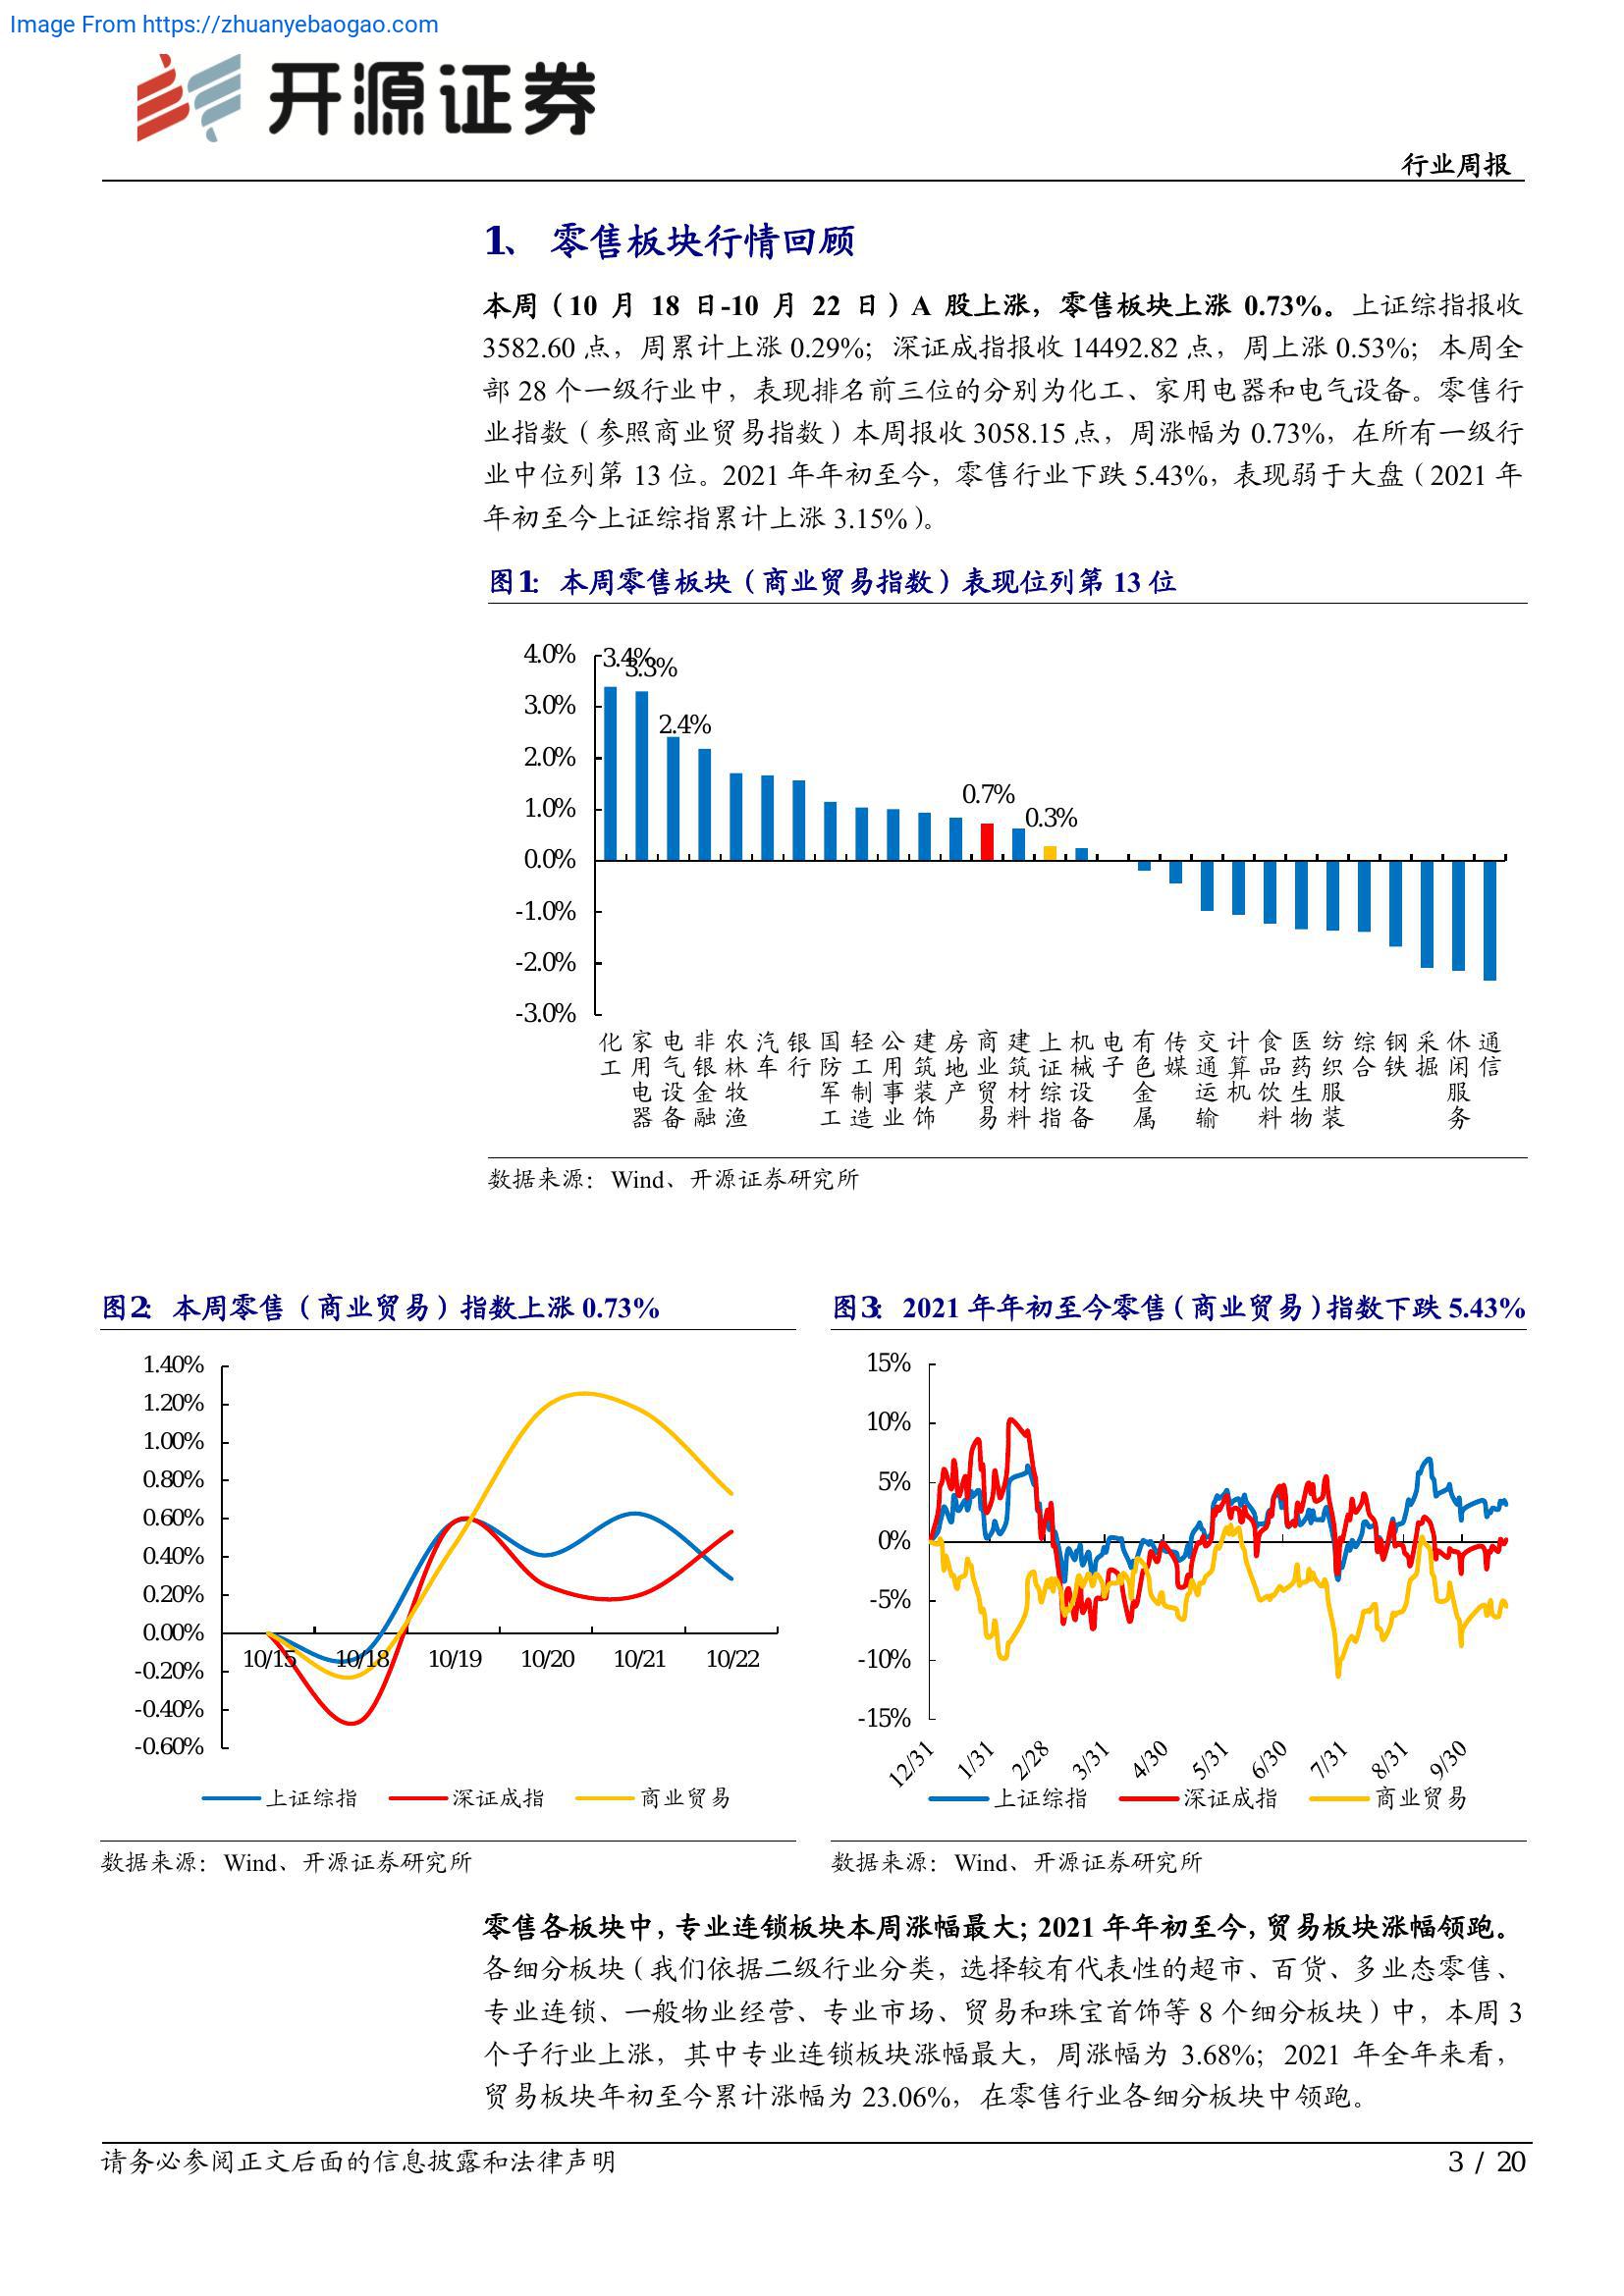 Image From https://zhuanyebaogao.com
开源证券
行业周报
1、 零售板块行情回顾
本周（10 月 18 日-10 月 22 日）A 股上涨，零售板块上涨 0.73%。上证综指报收
3582.60 点，周累计上涨 0.29%；深证成指报收 14492.82 点，周上涨 0.53%；本周全
部 28 个一级行业中，表现排名前三位的分别为化工、家用电器和电气设备。零售行
业指数（参照商业贸易指数）本周报收 3058.15 点，周涨幅为 0.73%，在所有一级行
业中位列第 13 位。2021 年年初至今，零售行业下跌 5.43%，表现弱于大盘（2021 年
年初至今上证综指累计上涨 3.15%）。
图1： 本周零售板块（商业贸易指数）表现位列第 13 位
4.0%
3.0%
2.0%
1.0%
0.0%
-1.0%
-2.0%
-3.0%
3.4%
3.3%
2.4%
0.7%
0.3%
化工
家用电器
电气设备
非银金融
农林牧渔
汽车
银行
国防军工
轻工制造
公用事业
建筑装饰
房地产
商业贸易
建筑材料
上证综指
机械设备
电子
有色金属
传媒
交通运输
计算机
食品饮料
医药生物
纺织服装
综合
钢铁
采掘
休闲服务
通信
数据来源：Wind、开源证券研究所
图2： 本周零售（商业贸易）指数上涨 0.73%
1.40%
1.20%
1.00%
0.80%
0.60%
0.40%
0.20%
0.00%
-0.20%
-0.40%
-0.60%
10/15 10/18 10/19 10/20 10/21 10/22
上证综指 深证成指 商业贸易
数据来源：Wind、开源证券研究所
图3： 2021 年年初至今零售（商业贸易）指数下跌 5.43%
15%
10%
5%
0%
-5%
-10%
-15%
12/31 1/31 2/28 3/31 4/30 5/31 6/30 7/31 8/31 9/30
上证综指 深证成指 商业贸易
数据来源：Wind、开源证券研究所
零售各板块中，专业连锁板块本周涨幅最大；2021 年年初至今，贸易板块涨幅领跑。
各细分板块（我们依据二级行业分类，选择较有代表性的超市、百货、多业态零售、
专业连锁、一般物业经营、专业市场、贸易和珠宝首饰等 8 个细分板块）中，本周 3
个子行业上涨，其中专业连锁板块涨幅最大，周涨幅为 3.68%；2021 年全年来看，
贸易板块年初至今累计涨幅为 23.06%，在零售行业各细分板块中领跑。
请务必参阅正文后面的信息披露和法律声明
3 / 20